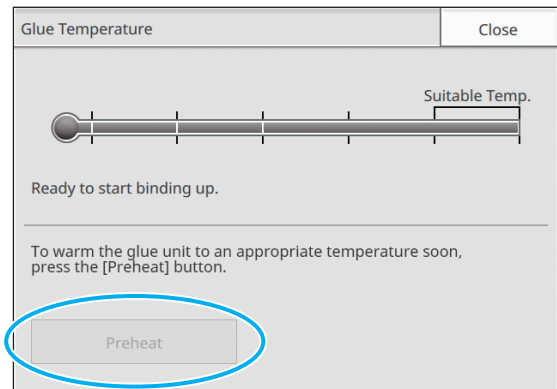 Glue Temperature
Close
Suitable Temp.
Ready to start binding up.
To warm the glue unit to an appropriate temperature soon,
press the [Preheat] button.
Preheat